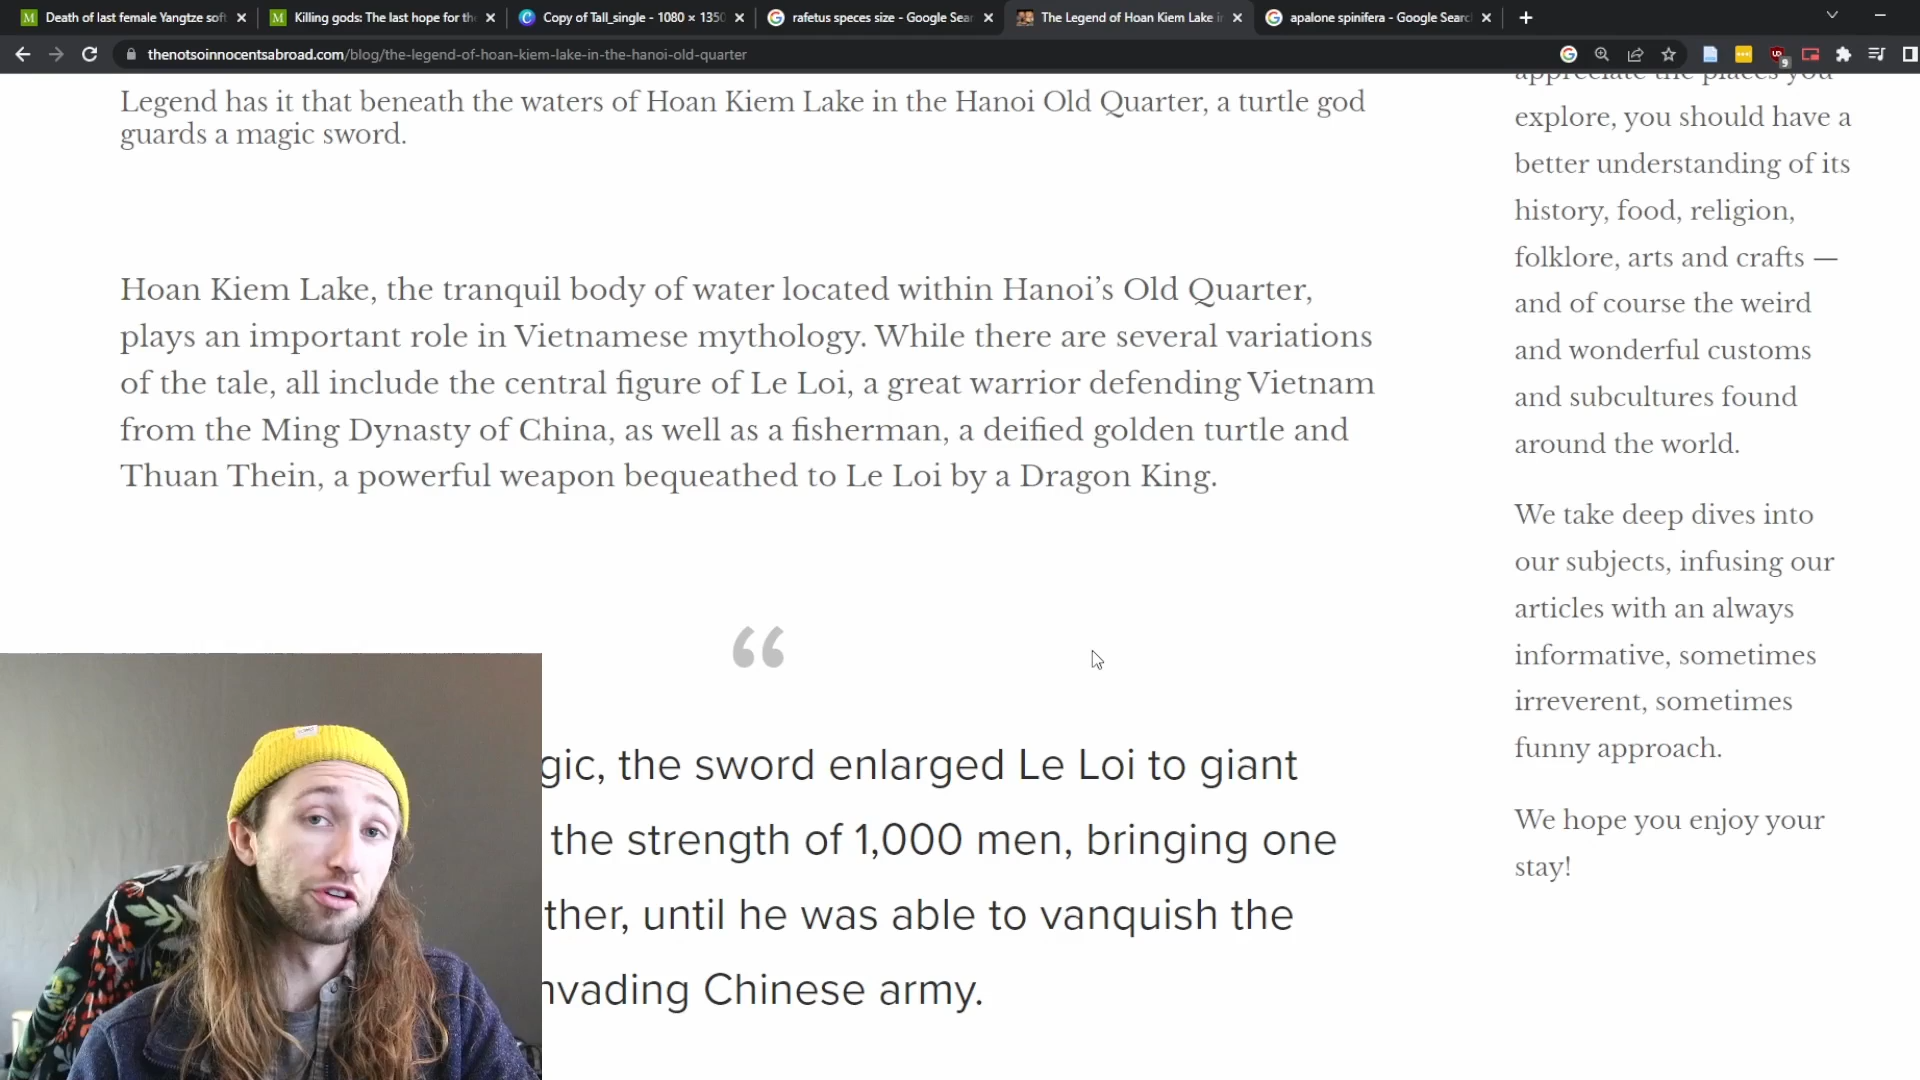 Death of last female Yangtze soft
Killing gods: The last hope for th
Copy of Tall_single - 1080 × 1350
rafetus speces size - Google Sear
The Legend of Hoan Kiem Lake in
apalone spinifera - Google Search
thenotsoinnocentsabroad.com/blog/the-legend-of-hoan-kiem-lake-in-the-hanoi-old-quarter
9
Legend has it that beneath the waters of Hoan Kiem Lake in the Hanoi Old Quarter, a turtle god
guards a magic sword.
Hoan Kiem Lake, the tranquil body of water located within Hanoi’s Old Quarter,
plays an important role in Vietnamese mythology. While there are several variations
of the tale, all include the central figure of Le Loi, a great warrior defending Vietnam
from the Ming Dynasty of China, as well as a fisherman, a deified golden turtle and
Thuan Thein, a powerful weapon bequeathed to Le Loi by a Dragon King.
“
gic, the sword enlarged Le Loi to giant
the strength of 1,000 men, bringing one
ther, until he was able to vanquish the
nvading Chinese army.
appreciate the places you
explore, you should have a
better understanding of its
history, food, religion,
folklore, arts and crafts —
and of course the weird
and wonderful customs
and subcultures found
around the world.
We take deep dives into
our subjects, infusing our
articles with an always
informative, sometimes
irreverent, sometimes
funny approach.
We hope you enjoy your
stay!